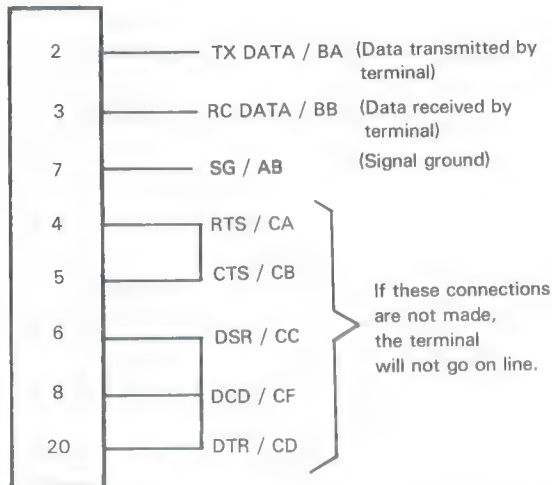 2 TX DATA / BA (Data transmitted by
terminal)
3 RC DATA / BB (Data received by
terminal)
7 SG / AB (Signal ground)
4 RTS / CA
5 CTS / CB
If these connections
are not made,
the terminal
will not go on line.
6 DSR / CC
8 DCD / CF
20 DTR / CD